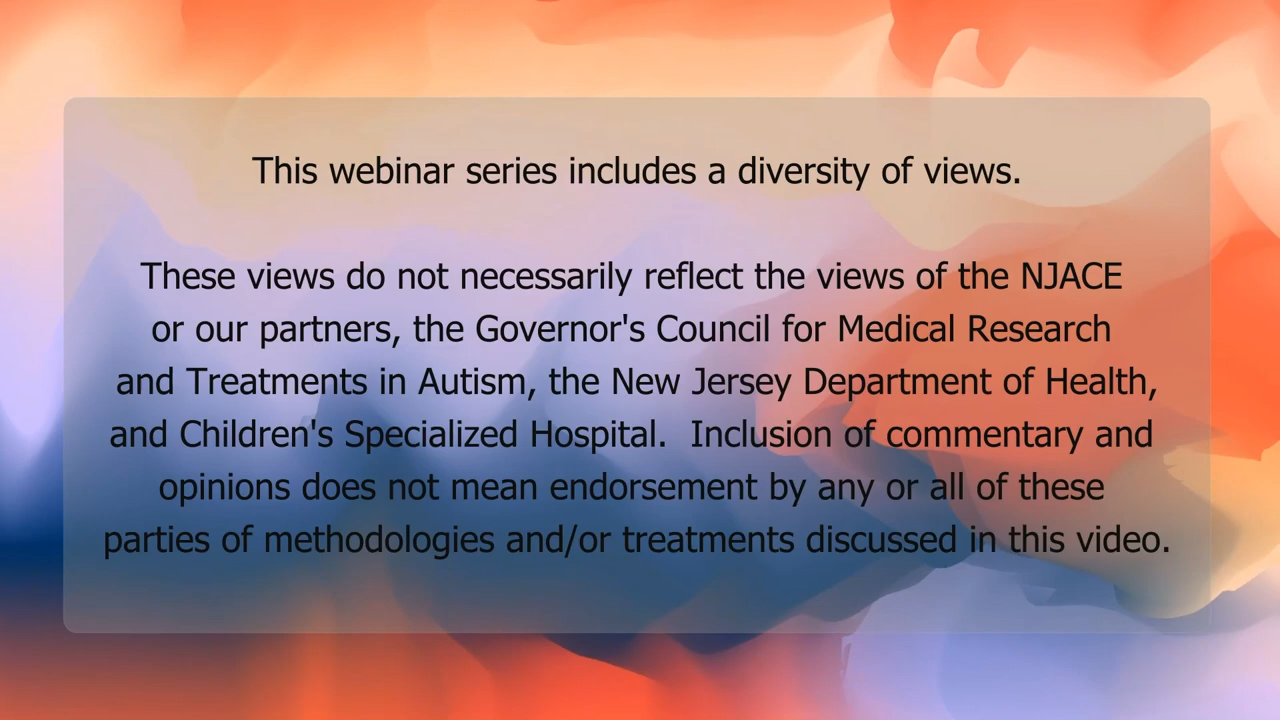 This webinar series includes a diversity of views.
These views do not necessarily reflect the views of the NJACE
or our partners, the Governor's Council for Medical Research
and Treatments in Autism, the New Jersey Department of Health,
and Children's Specialized Hospital.  Inclusion of commentary and
opinions does not mean endorsement by any or all of these
parties of methodologies and/or treatments discussed in this video.